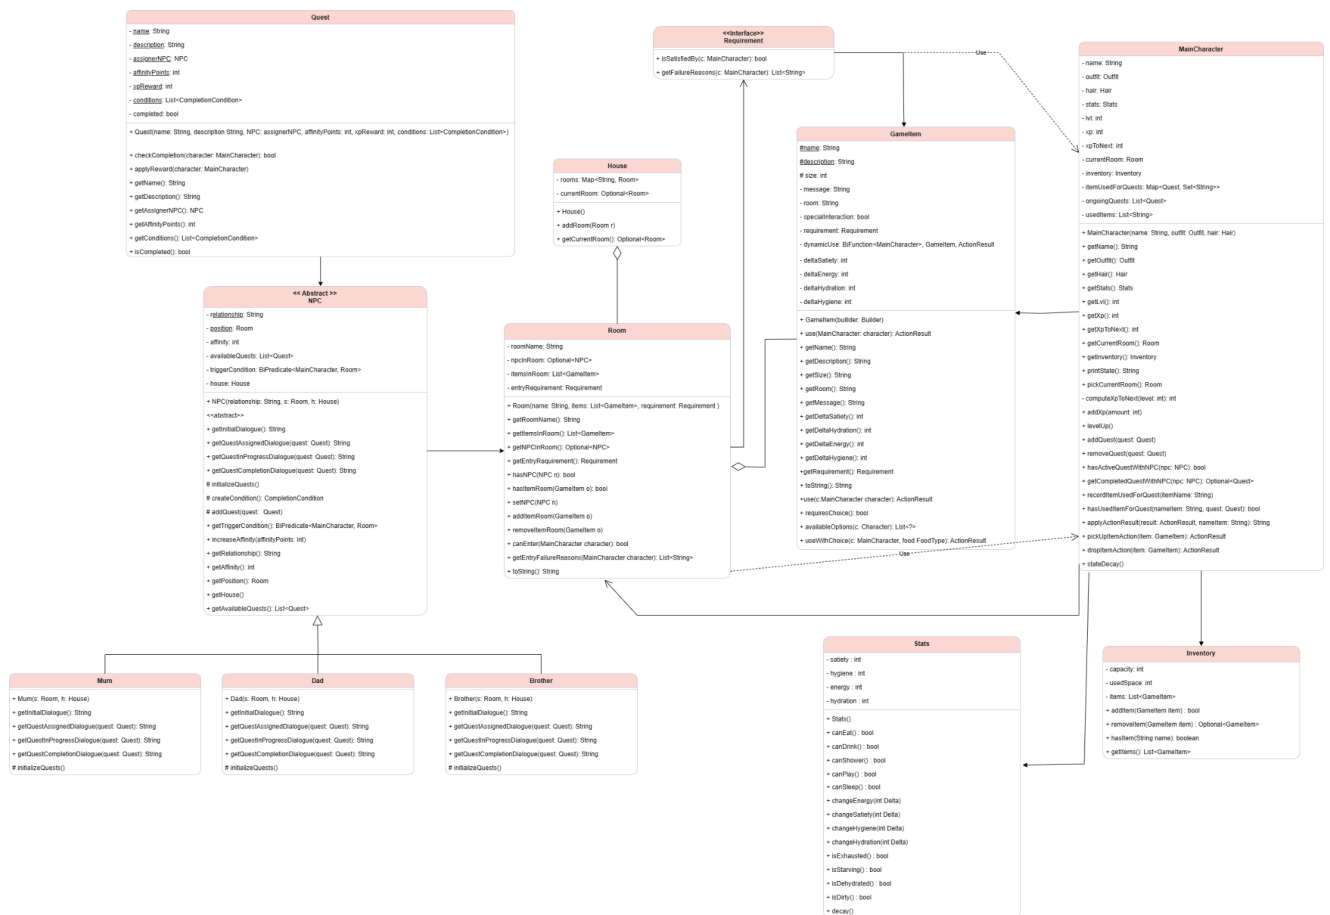 Quest
- name: String
- description: String
- assignerNPC: NPC
- affinityPoints: int
- xpReward: int
- conditions: List<CompletionCondition>
- completed: bool
+ Quest(name: String, description String, NPC: assignerNPC, affinityPoints: int, xpReward: int, conditions: List<CompletionCondition>)
+ checkCompletion(character: MainCharacter): bool
+ applyReward(character: MainCharacter)
+ getName(): String
+ getDescription(): String
+ getAssignerNPC(): NPC
+ getAffinityPoints(): int
+ getConditions(): List<CompletionCondition>
+ isCompleted(): bool
<<Interface>>
Requirement
+ isSatisfiedBy(c: MainCharacter): bool
+ getFailureReasons(c: MainCharacter): List<String>
Use
MainCharacter
- name: String
- outfit: Outfit
- hair: Hair
- stats: Stats
- lvl: int
- xp: int
- xpToNext: int
- currentRoom: Room
- inventory: Inventory
- itemUsedForQuests: Map<Quest, Set<String>>
- ongoingQuests: List<Quest>
- usedItems: List<String>
+ MainCharacter(name: String, outfit: Outfit, hair: Hair)
+ getName(): String
+ getOutfit(): Outfit
+ getHair(): Hair
+ getStats(): Stats
+ getLvl(): int
+ getXp(): int
+ getXpToNext(): int
+ getCurrentRoom(): Room
+ getInventory(): Inventory
+ printState(): String
+ pickCurrentRoom(): Room
- computeXpToNext(level: int): int
+ addXp(amount: int)
+ levelUp()
+ addQuest(quest: Quest)
+ removeQuest(quest: Quest)
+ hasActiveQuestWithNPC(npc: NPC): bool
+ getCompletedQuestWithNPC(npc: NPC): Optional<Quest>
+ recordItemUsedForQuest(itemName: String)
+ hasUsedItemForQuest(nameItem: String, quest: Quest): bool
+ applyActionResult(result: ActionResult, nameItem: String): String
+ pickUpItemAction(item: GameItem): ActionResult
+ dropItemAction(item: GameItem): ActionResult
+ stateDecay()
GameItem
#name: String
#description: String
# size: int
- message: String
- room: String
- specialInteraction: bool
- requirement: Requirement
- dynamicUse: BiFunction<MainCharacter>, GameItem, ActionResult
- deltaSatiety: int
- deltaEnergy: int
- deltaHydration: int
- deltaHygiene: int
+ GameItem(builder: Builder)
+ use(MainCharacter: character): ActionResult
+ getName(): String
+ getDescription(): String
+ getSize(): String
+ getRoom(): String
+ getMessage(): String
+ getDeltaSatiety(): int
+ getDeltaHydration(): int
+ getDeltaEnergy(): int
+ getDeltaHygiene(): int
+getRequirement(): Requirement
+ toString(): String
+use(c:MainCharacter character): ActionResult
+ requiresChoice(): bool
+ availableOptions(c: Character): List<?>
+ useWithChoice(c: MainCharacter, food FoodType): ActionResult
House
- rooms: Map<String, Room>
- currentRoom: Optional<Room>
+ House()
+ addRoom(Room r)
+ getCurrentRoom(): Optional<Room>
<< Abstract >>
NPC
- relationship: String
- position: Room
- affinity: int
- availableQuests: List<Quest>
- triggerCondition: BiPredicate<MainCharacter, Room>
- house: House
+ NPC(relationship: String, s: Room, h: House)
<<abstract>>
+ getInitialDialogue(): String
+ getQuestAssignedDialogue(quest: Quest): String
+ getQuestInProgressDialogue(quest: Quest): String
+ getQuestCompletionDialogue(quest: Quest): String
# initializeQuests()
# createCondition(): CompletionCondition
# addQuest(quest: Quest)
+ getTriggerCondition(): BiPredicate<MainCharacter, Room>
+ increaseAffinity(affinityPoints: int)
+ getRelationship(): String
+ getAffinity(): int
+ getPosition(): Room
+ getHouse()
+ getAvailableQuests(): List<Quest>
Room
- roomName: String
- npcInRoom: Optional<NPC>
- itemsInRoom: List<GameItem>
- entryRequirement: Requirement
+ Room(name: String, items: List<GameItem>, requirement: Requirement )
+ getRoomName(): String
+ getItemsInRoom(): List<GameItem>
+ getNPCInRoom(): Optional<NPC>
+ getEntryRequirement(): Requirement
+ hasNPC(NPC n): bool
+ hasItemRoom(GameItem o): bool
+ setNPC(NPC n)
+ addItemRoom(GameItem o)
+ removeItemRoom(GameItem o)
+ canEnter(MainCharacter character): bool
+ getEntryFailureReasons(MainCharacter character): List<String>
+ toString(): String
Use
Mum
+ Mum(s: Room, h: House)
+ getInitialDialogue(): String
+ getQuestAssignedDialogue(quest: Quest): String
+ getQuestInProgressDialogue(quest: Quest): String
+ getQuestCompletionDialogue(quest: Quest): String
# initializeQuests()
Dad
+ Dad(s: Room, h: House)
+ getInitialDialogue(): String
+ getQuestAssignedDialogue(quest: Quest): String
+ getQuestInProgressDialogue(quest: Quest): String
+ getQuestCompletionDialogue(quest: Quest): String
# initializeQuests()
Brother
+ Brother(s: Room, h: House)
+ getInitialDialogue(): String
+ getQuestAssignedDialogue(quest: Quest): String
+ getQuestInProgressDialogue(quest: Quest): String
+ getQuestCompletionDialogue(quest: Quest): String
# initializeQuests()
Stats
- satiety : int
- hygiene : int
- energy : int
- hydration : int
+ Stats()
+ canEat() : bool
+ canDrink() : bool
+ canShower() : bool
+ canPlay() : bool
+ canSleep() : bool
+ changeEnergy(int Delta)
+ changeSatiety(int Delta)
+ changeHygiene(int Delta)
+ changeHydration(int Delta)
+ isExhausted() : bool
+ isStarving() : bool
+ isDehydrated() : bool
+ isDirty() : bool
+ decay()
Inventory
- capacity: int
- usedSpace: int
- items: List<GameItem>
+ addItem(GameItem item) : bool
+ removeItem(GameItem item) : Optional<GameItem>
+ hasItem(String name): boolean
+ getItems(): List<GameItem>